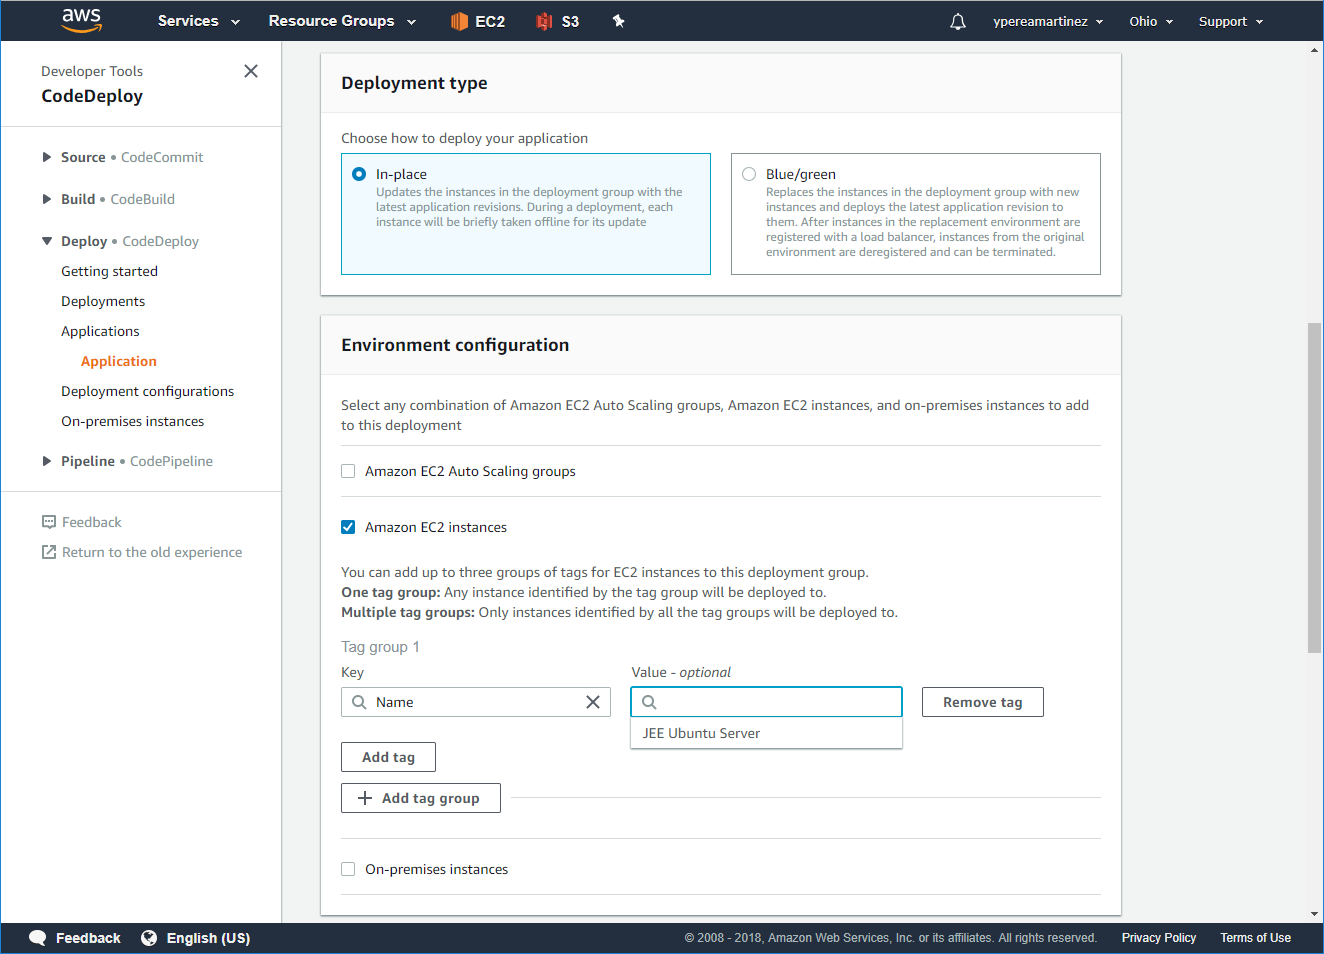 aws Services Resource Groups EC2 S3 ypereamartinez Ohio Support
Developer Tools
CodeDeploy
Source • CodeCommit
Build • CodeBuild
Deploy • CodeDeploy
Getting started
Deployments
Applications
Application
Deployment configurations
On-premises instances
Pipeline • CodePipeline
Feedback
Return to the old experience
Deployment type
Choose how to deploy your application
In-place
Updates the instances in the deployment group with the
latest application revisions. During a deployment, each
instance will be briefly taken offline for its update
Blue/green
Replaces the instances in the deployment group with new
instances and deploys the latest application revision to
them. After instances in the replacement environment are
registered with a load balancer, instances from the original
environment are deregistered and can be terminated.
Environment configuration
Select any combination of Amazon EC2 Auto Scaling groups, Amazon EC2 instances, and on-premises instances to add
to this deployment
Amazon EC2 Auto Scaling groups
Amazon EC2 instances
You can add up to three groups of tags for EC2 instances to this deployment group.
One tag group: Any instance identified by the tag group will be deployed to.
Multiple tag groups: Only instances identified by all the tag groups will be deployed to.
Tag group 1
Key Value - optional
Name Remove tag
JEE Ubuntu Server
Add tag
Add tag group
On-premises instances
Feedback English (US) © 2008 - 2018, Amazon Web Services, Inc. or its affiliates. All rights reserved. Privacy Policy Terms of Use